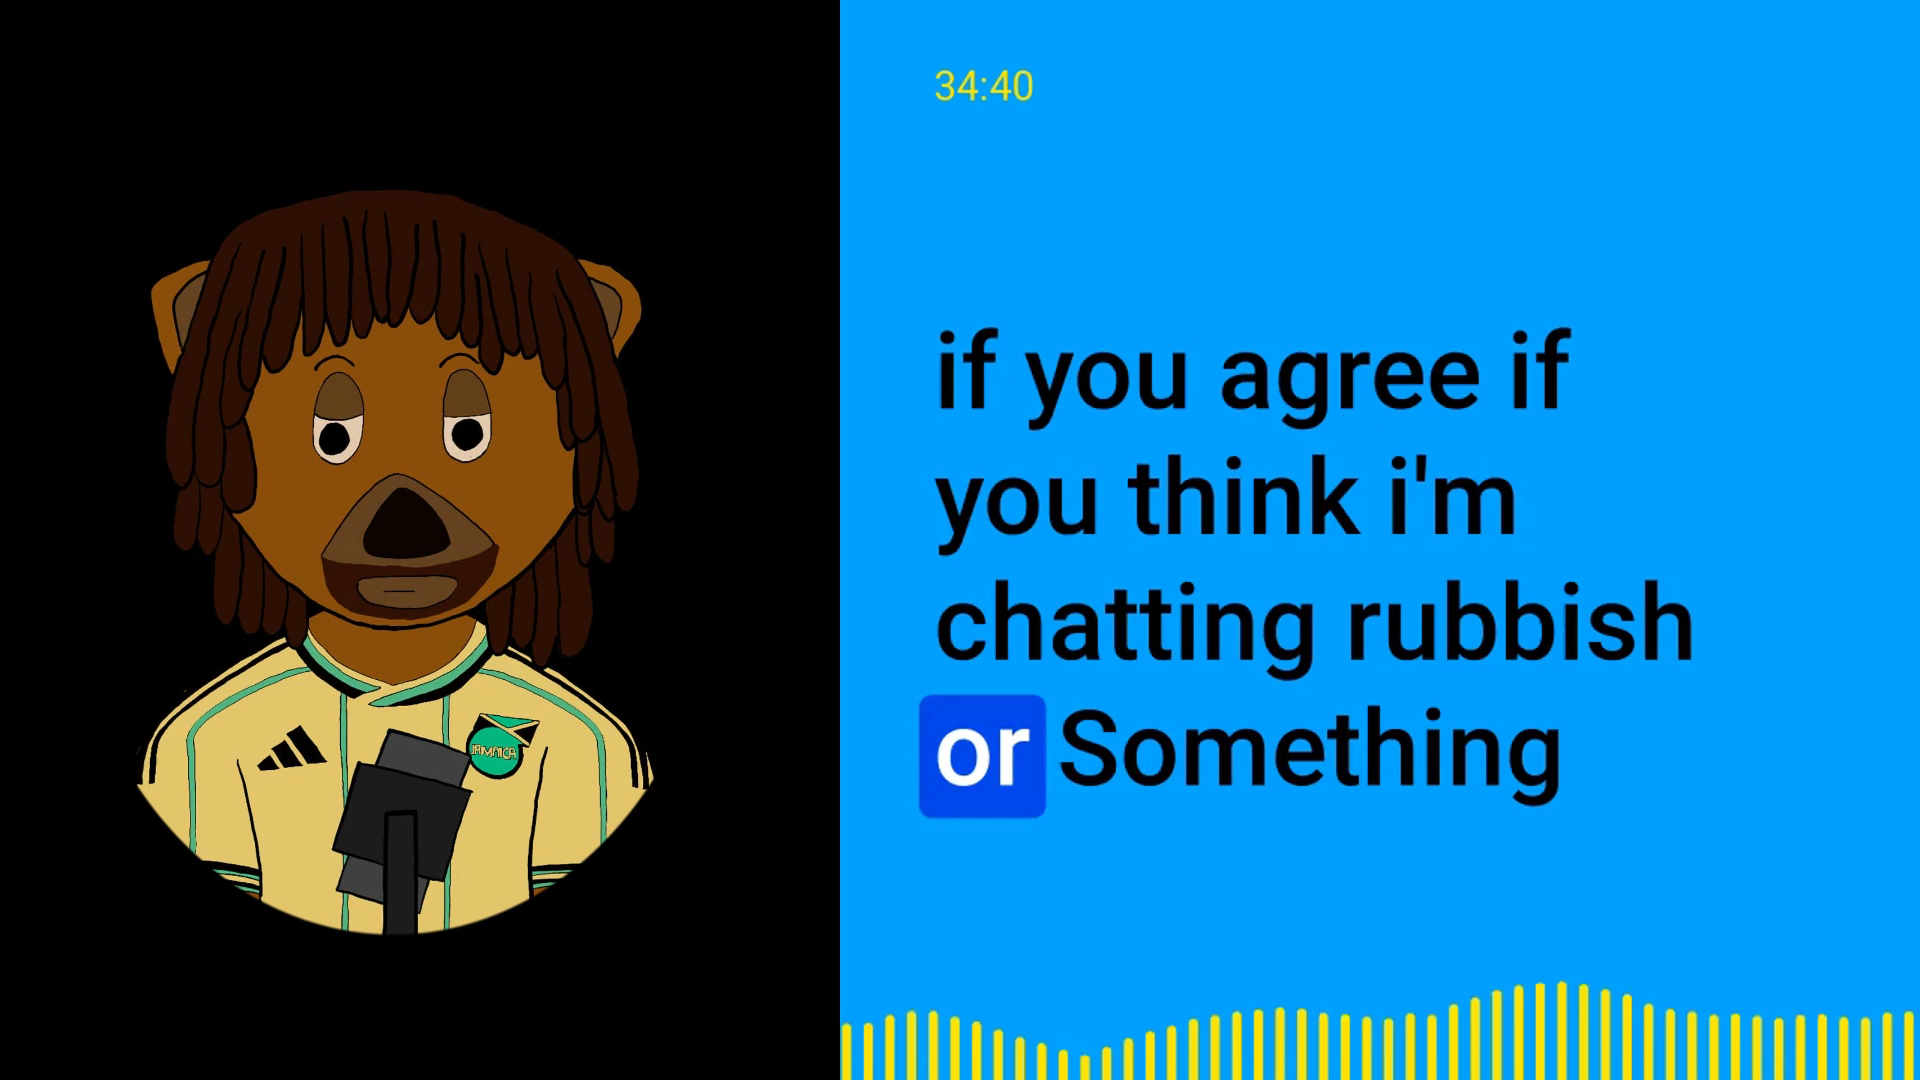 34:40
if you agree if
you think i'm
chatting rubbish
or Something
JAMAICA